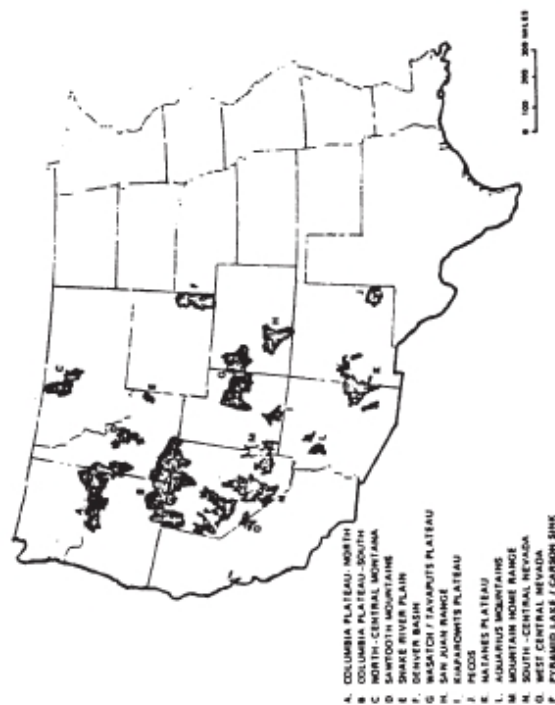 A. COLUMBIA PLATEAU-NORTH
B COLUMBIA PLATEAU-SOUTH
C NORTH-CENTRAL MONTANA
D SAWTOOTH MOUNTAINS
E SNAKE RIVER PLAIN
F. DENVER BASIN
G WASATCH / TAVAPUTS PLATEAU
H. SAN JUAN RANGE
I. KIAPAROWITS PLATEAU
J. PECOS
K. NATANES PLATEAU
L. AQUARIUS MOUNTAINS
M MOUNTAIN HOME RANGE
N. SOUTH-CENTRAL NEVADA
O. WEST CENTRAL NEVADA
P. PYRAMID LAKE / CARSON SINK
0 100 200 300 MILES
A
B
C
D
E
F
G
H
I
J
K
L
M
N
O